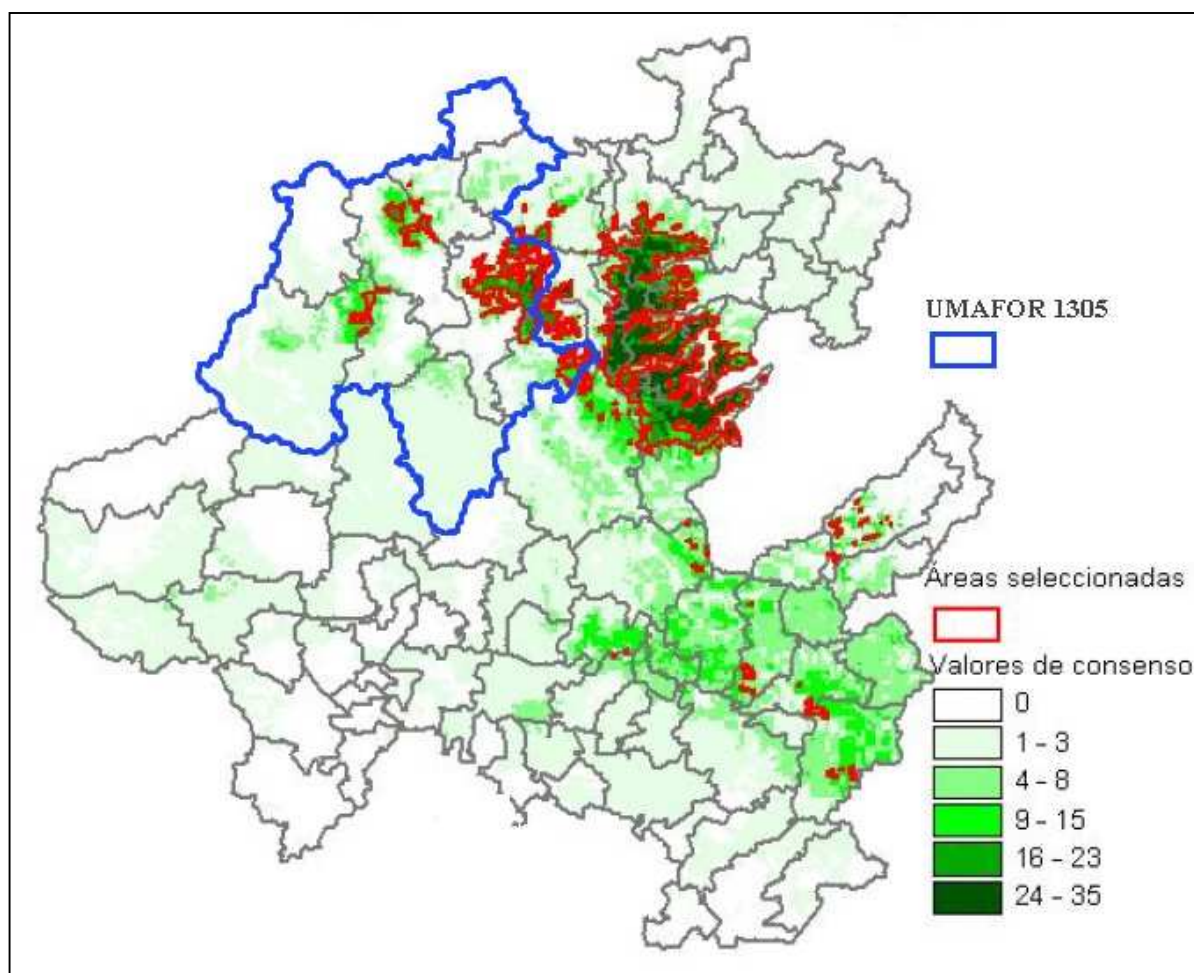 UMAFOR 1305
Áreas seleccionadas
Valores de consenso
0
1 - 3
4 - 8
9 - 15
16 - 23
24 - 35